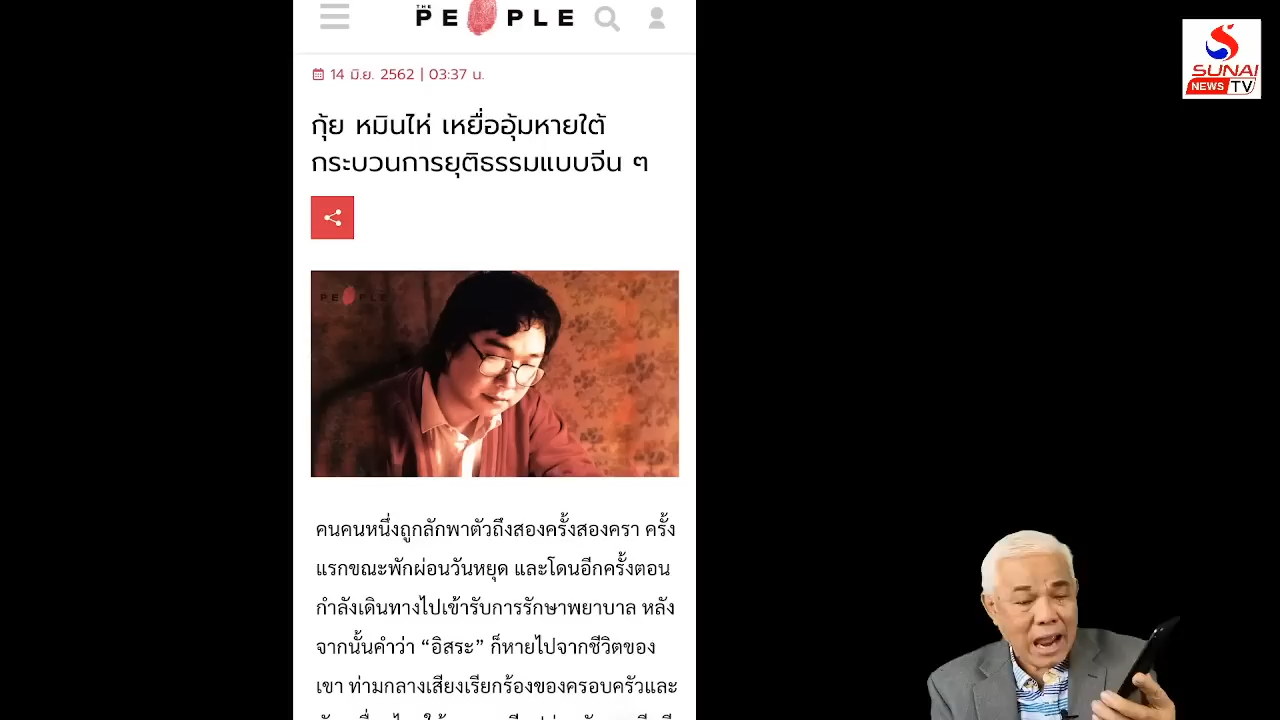 THE
PEOPLE
SUNAI
NEWS TV
14 มิ.ย. 2562 | 03:37 น.
กุ้ย หมินไห่ เหยื่ออุ้มหายใต้
กระบวนการยุติธรรมแบบจีน ๆ
PEOPLE
คนคนหนึ่งถูกลักพาตัวถึงสองครั้งสองครา ครั้ง
แรกขณะพักผ่อนวันหยุด และโดนอีกครั้งตอน
กำลังเดินทางไปเข้ารับการรักษาพยาบาล หลัง
จากนั้นคำว่า “อิสระ” ก็หายไปจากชีวิตของ
เขา ท่ามกลางเสียงเรียกร้องของครอบครัวและ